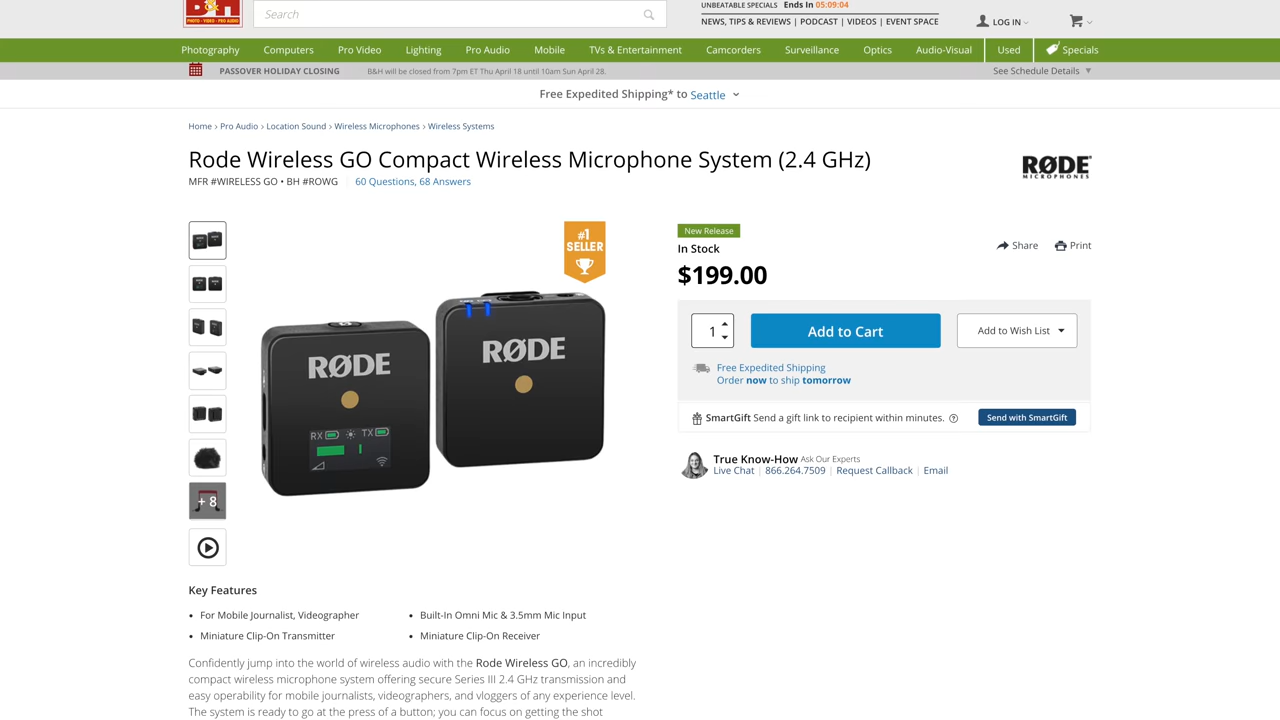 B&H
PHOTO - VIDEO - PRO AUDIO
Search
UNBEATABLE SPECIALS Ends In 05:09:04
NEWS, TIPS & REVIEWS | PODCAST | VIDEOS | EVENT SPACE
LOG IN
Photography Computers Pro Video Lighting Pro Audio Mobile TVs & Entertainment Camcorders Surveillance Optics Audio-Visual Used Specials
PASSOVER HOLIDAY CLOSING B&H will be closed from 7pm ET Thu April 18 until 10am Sun April 28. See Schedule Details ▼
Free Expedited Shipping* to Seattle
Home › Pro Audio › Location Sound › Wireless Microphones › Wireless Systems
Rode Wireless GO Compact Wireless Microphone System (2.4 GHz)
MFR #WIRELESS GO • BH #ROWG | 60 Questions, 68 Answers
RØDE
MICROPHONES
#1
SELLER
RØDE
RØDE
RX TX
+ 8
New Release
In Stock
Share Print
$199.00
1 Add to Cart Add to Wish List
Free Expedited Shipping
Order now to ship tomorrow
SmartGift Send a gift link to recipient within minutes. ? Send with SmartGift
True Know-How Ask Our Experts
Live Chat | 866.264.7509 | Request Callback | Email
Key Features
• For Mobile Journalist, Videographer
• Built-In Omni Mic & 3.5mm Mic Input
• Miniature Clip-On Transmitter
• Miniature Clip-On Receiver
Confidently jump into the world of wireless audio with the Rode Wireless GO, an incredibly
compact wireless microphone system offering secure Series III 2.4 GHz transmission and
easy operability for mobile journalists, videographers, and vloggers of any experience level.
The system is ready to go at the press of a button; you can focus on getting the shot